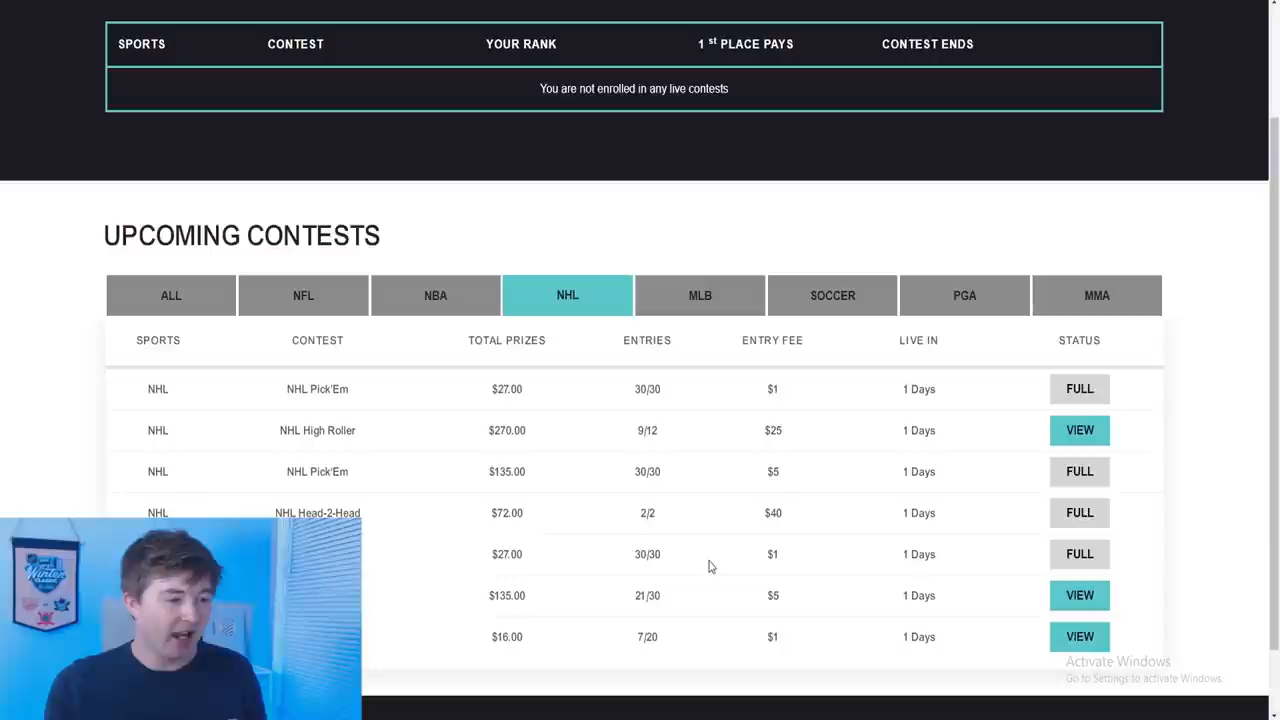 SPORTS CONTEST YOUR RANK 1 st PLACE PAYS CONTEST ENDS
You are not enrolled in any live contests
UPCOMING CONTESTS
ALL NFL NBA NHL MLB SOCCER PGA MMA
SPORTS CONTEST TOTAL PRIZES ENTRIES ENTRY FEE LIVE IN STATUS
NHL NHL Pick'Em $27.00 30/30 $1 1 Days FULL
NHL NHL High Roller $270.00 9/12 $25 1 Days VIEW
NHL NHL Pick'Em $135.00 30/30 $5 1 Days FULL
NHL NHL Head-2-Head $72.00 2/2 $40 1 Days FULL
$27.00 30/30 $1 1 Days FULL
$135.00 21/30 $5 1 Days VIEW
$16.00 7/20 $1 1 Days VIEW
Winter
CLASSIC
Activate Windows
Go to Settings to activate Windows.